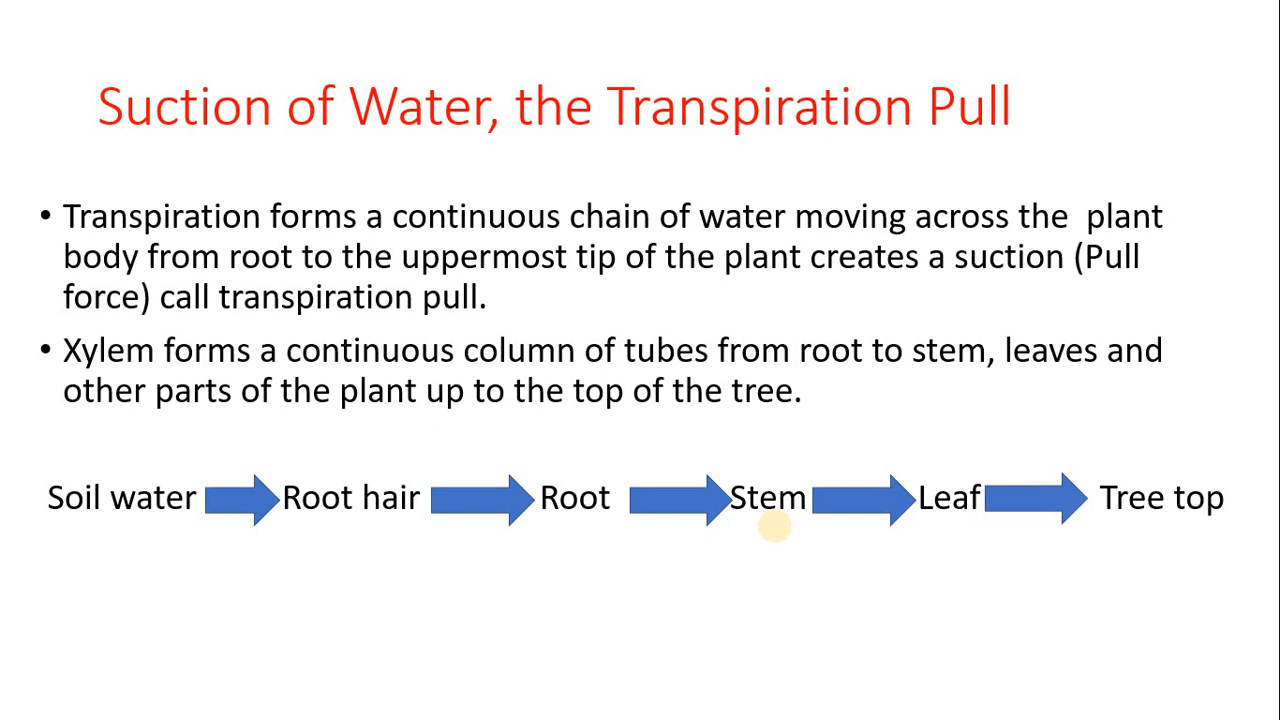 Suction of Water, the Transpiration Pull
• Transpiration forms a continuous chain of water moving across the  plant
body from root to the uppermost tip of the plant creates a suction (Pull
force) call transpiration pull.
• Xylem forms a continuous column of tubes from root to stem, leaves and
other parts of the plant up to the top of the tree.
Soil water Root hair Root Stem Leaf Tree top